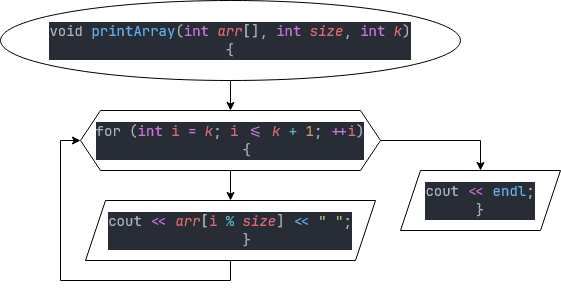 void printArray(int arr[], int size, int k)
{
for (int i = k; i <= k + 1; ++i)
{
cout << arr[i % size] << " ";
}
cout << endl;
}